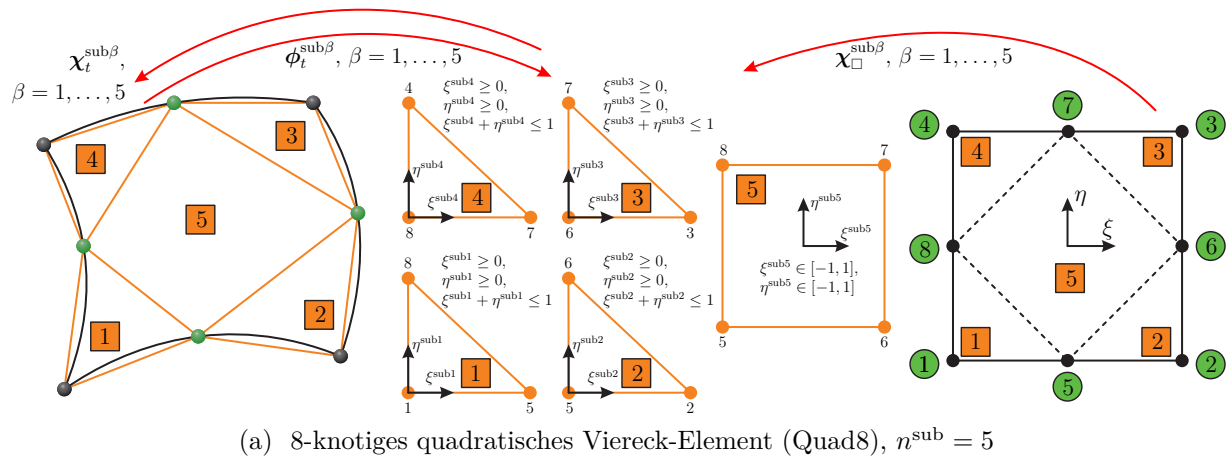 χ_t^{subβ},
β = 1, …, 5
ϕ_t^{subβ}, β = 1, …, 5
χ_□^{subβ}, β = 1, …, 5
4
3
5
1
2
4
ξ^{sub4} ≥ 0,
η^{sub4} ≥ 0,
ξ^{sub4} + η^{sub4} ≤ 1
η^{sub4}
ξ^{sub4}
4
8
7
7
ξ^{sub3} ≥ 0,
η^{sub3} ≥ 0,
ξ^{sub3} + η^{sub3} ≤ 1
η^{sub3}
ξ^{sub3}
3
6
3
8
ξ^{sub1} ≥ 0,
η^{sub1} ≥ 0,
ξ^{sub1} + η^{sub1} ≤ 1
η^{sub1}
ξ^{sub1}
1
1
5
6
ξ^{sub2} ≥ 0,
η^{sub2} ≥ 0,
ξ^{sub2} + η^{sub2} ≤ 1
η^{sub2}
ξ^{sub2}
2
5
2
8
7
5
η^{sub5}
ξ^{sub5}
ξ^{sub5} ∈ [−1, 1],
η^{sub5} ∈ [−1, 1]
5
6
4
7
3
4
3
η
ξ
8
6
5
1
2
1
5
2
(a) 8-knotiges quadratisches Viereck-Element (Quad8), n^{sub} = 5